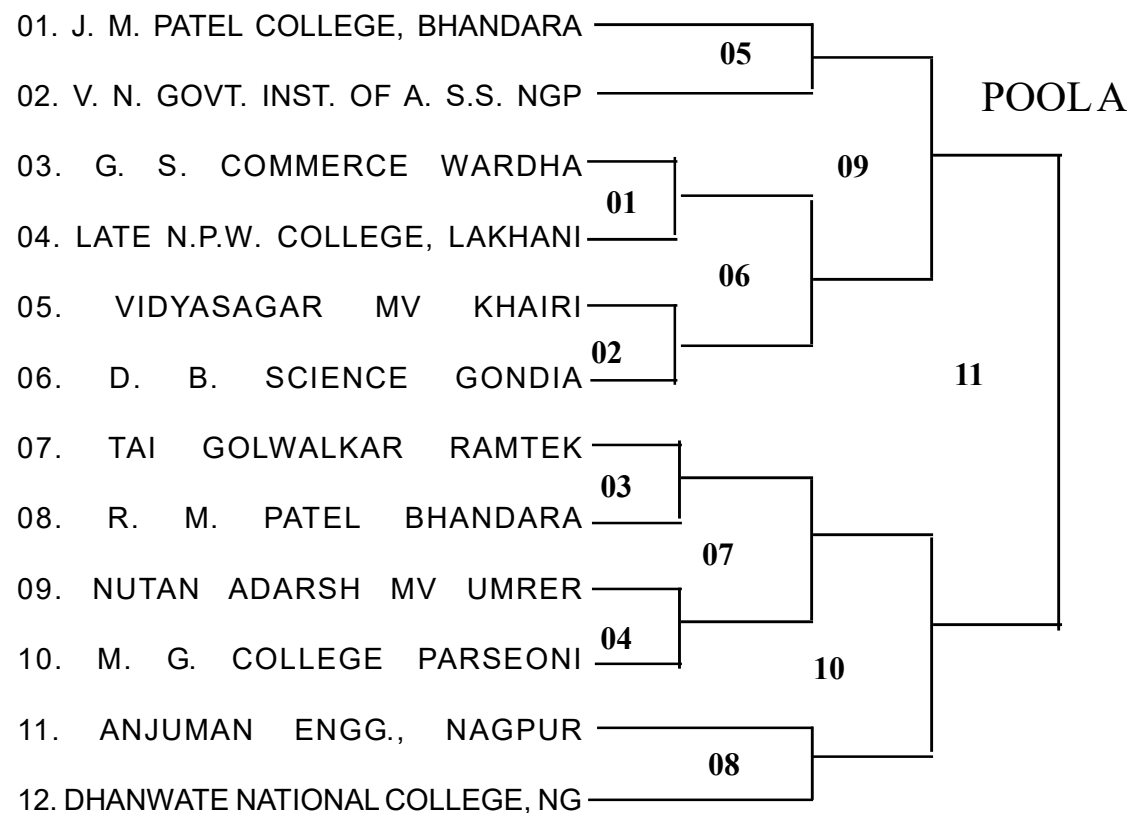 01. J. M. PATEL COLLEGE, BHANDARA
05
02. V. N. GOVT. INST. OF A. S.S. NGP
POOL A
03. G. S. COMMERCE WARDHA
09
01
04. LATE N.P.W. COLLEGE, LAKHANI
06
05. VIDYASAGAR MV KHAIRI
02
06. D. B. SCIENCE GONDIA
11
07. TAI GOLWALKAR RAMTEK
03
08. R. M. PATEL BHANDARA
07
09. NUTAN ADARSH MV UMRER
04
10. M. G. COLLEGE PARSEONI
10
11. ANJUMAN ENGG., NAGPUR
08
12. DHANWATE NATIONAL COLLEGE, NG